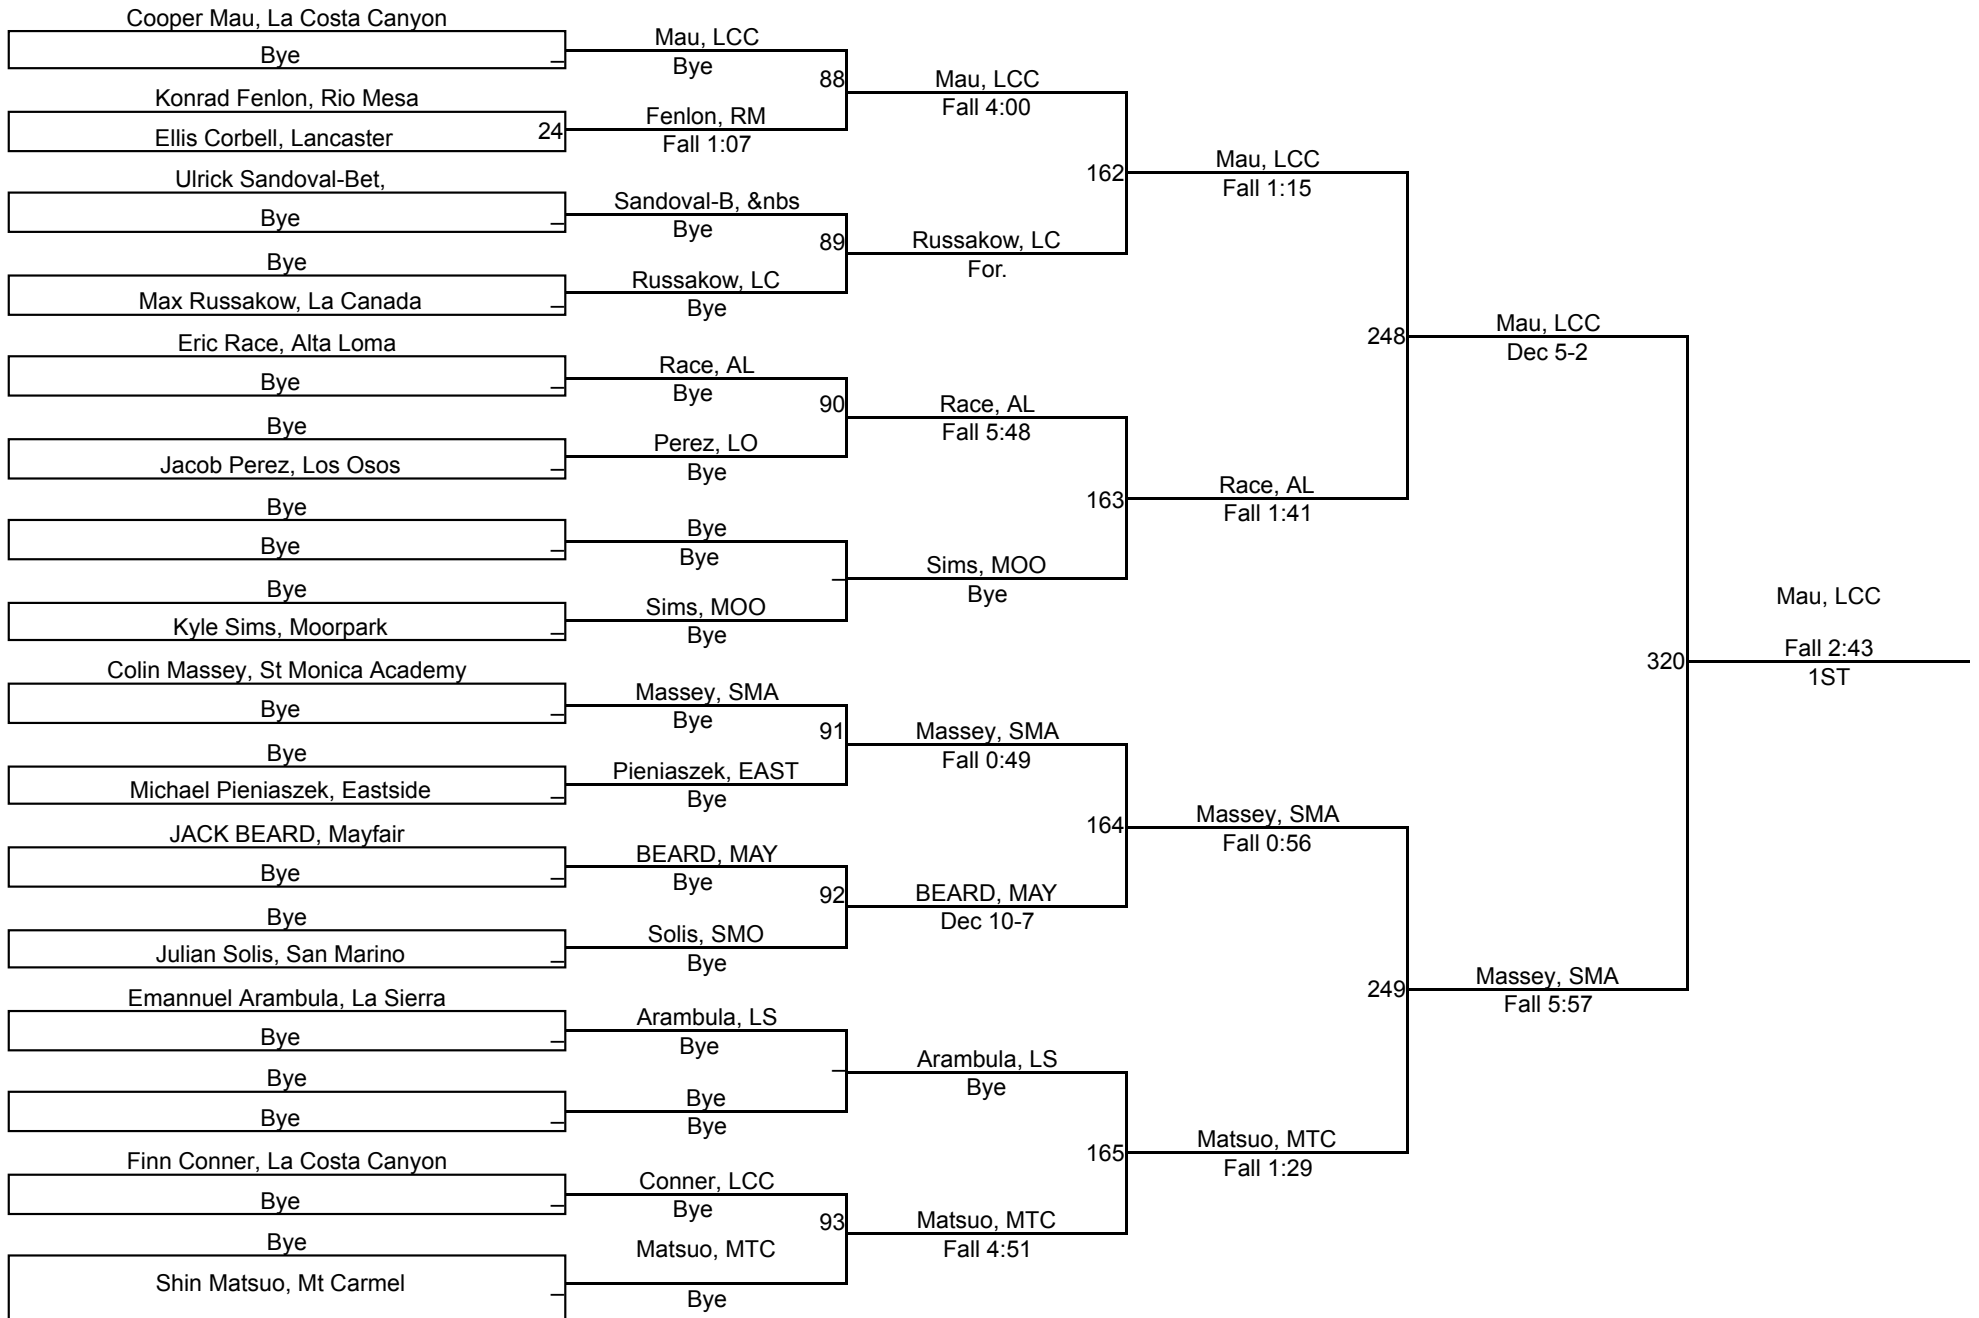 Cooper Mau, La Costa Canyon
Bye
Konrad Fenlon, Rio Mesa
Ellis Corbell, Lancaster
24
Ulrick Sandoval-Bet,
Bye
Bye
Max Russakow, La Canada
Eric Race, Alta Loma
Bye
Bye
Jacob Perez, Los Osos
Bye
Bye
Bye
Kyle Sims, Moorpark
Colin Massey, St Monica Academy
Bye
Bye
Michael Pieniaszek, Eastside
JACK BEARD, Mayfair
Bye
Bye
Julian Solis, San Marino
Emannuel Arambula, La Sierra
Bye
Bye
Bye
Finn Conner, La Costa Canyon
Bye
Bye
Shin Matsuo, Mt Carmel
Mau, LCC
Bye
88
Fenlon, RM
Fall 1:07
Sandoval-B, &nbs
Bye
89
Russakow, LC
Bye
Race, AL
Bye
90
Perez, LO
Bye
Bye
Bye
Sims, MOO
Bye
Massey, SMA
Bye
91
Pieniaszek, EAST
Bye
BEARD, MAY
Bye
92
Solis, SMO
Bye
Arambula, LS
Bye
Bye
Bye
Conner, LCC
Bye
93
Matsuo, MTC
Bye
Mau, LCC
Fall 4:00
162
Russakow, LC
For.
Race, AL
Fall 5:48
163
Sims, MOO
Bye
Massey, SMA
Fall 0:49
164
BEARD, MAY
Dec 10-7
Arambula, LS
Bye
165
Matsuo, MTC
Fall 4:51
Mau, LCC
Fall 1:15
248
Race, AL
Fall 1:41
Massey, SMA
Fall 0:56
249
Matsuo, MTC
Fall 1:29
Mau, LCC
Dec 5-2
320
Massey, SMA
Fall 5:57
Mau, LCC
Fall 2:43
1ST